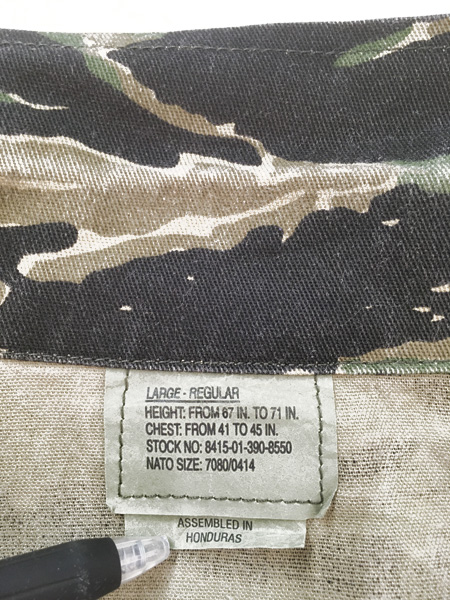 LARGE - REGULAR
HEIGHT: FROM 67 IN. TO 71 IN.
CHEST: FROM 41 TO 45 IN.
STOCK NO: 8415-01-390-8550
NATO SIZE: 7080/0414
ASSEMBLED IN
HONDURAS